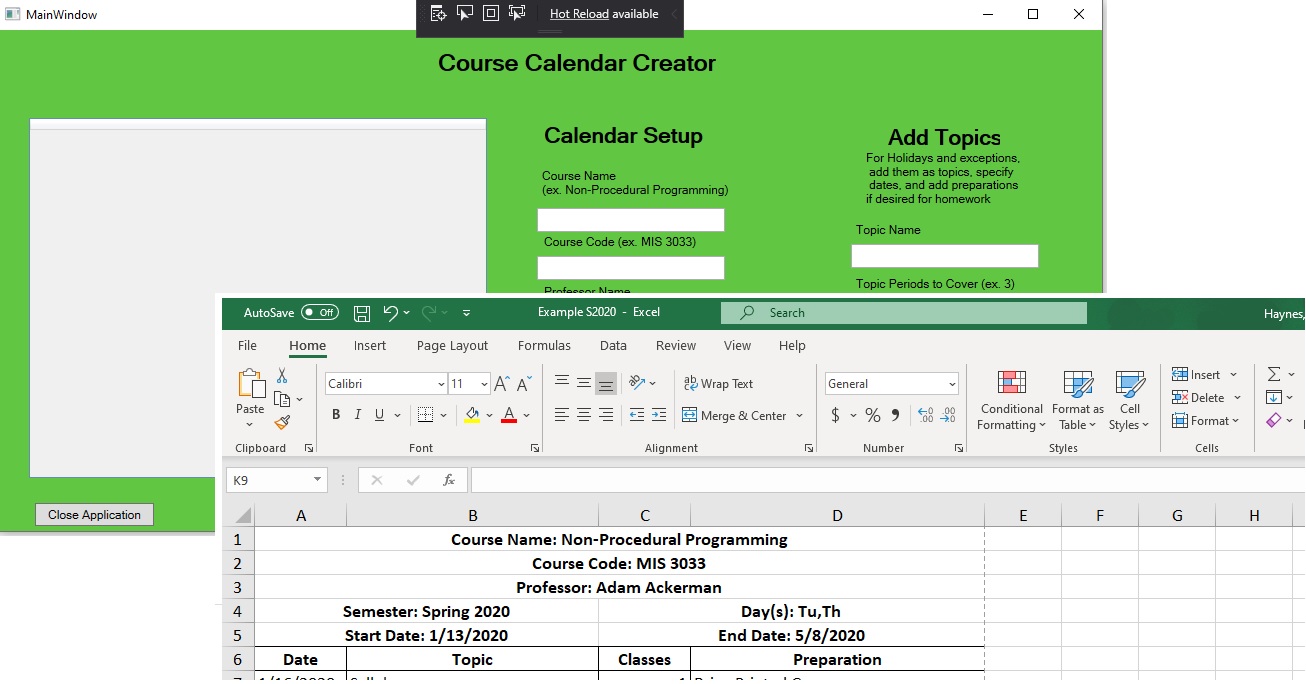 MainWindow
Hot Reload available
Course Calendar Creator
Calendar Setup
Course Name
(ex. Non-Procedural Programming)
Course Code (ex. MIS 3033)
Professor Name
Add Topics
For Holidays and exceptions,
add them as topics, specify
dates, and add preparations
if desired for homework
Topic Name
Topic Periods to Cover (ex. 3)
Close Application
AutoSave Off
Example S2020 - Excel
Search
Haynes,
File Home Insert Page Layout Formulas Data Review View Help
Paste
Clipboard
Calibri 11
B I U
Font
ab Wrap Text
Merge & Center
Alignment
General
$ % 9
Number
Conditional
Formatting
Format as
Table
Cell
Styles
Styles
Insert
Delete
Format
Cells
K9
fx
A B C D E F G H
1 Course Name: Non-Procedural Programming
2 Course Code: MIS 3033
3 Professor: Adam Ackerman
4 Semester: Spring 2020 Day(s): Tu,Th
5 Start Date: 1/13/2020 End Date: 5/8/2020
6 Date Topic Classes Preparation